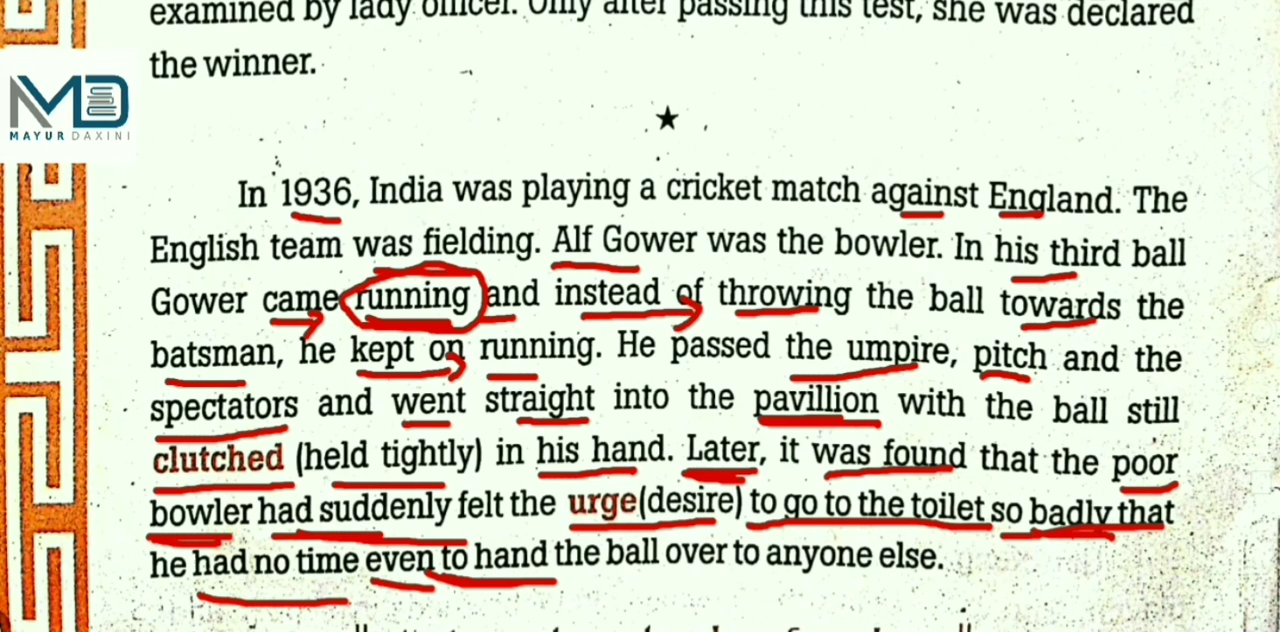 examined by lady officer. Only after passing this test, she was declared
the winner.
MD
MAYUR DAXINI
★
In 1936, India was playing a cricket match against England. The
English team was fielding. Alf Gower was the bowler. In his third ball
Gower came running and instead of throwing the ball towards the
batsman, he kept on running. He passed the umpire, pitch and the
spectators and went straight into the pavillion with the ball still
clutched (held tightly) in his hand. Later, it was found that the poor
bowler had suddenly felt the urge(desire) to go to the toilet so badly that
he had no time even to hand the ball over to anyone else.